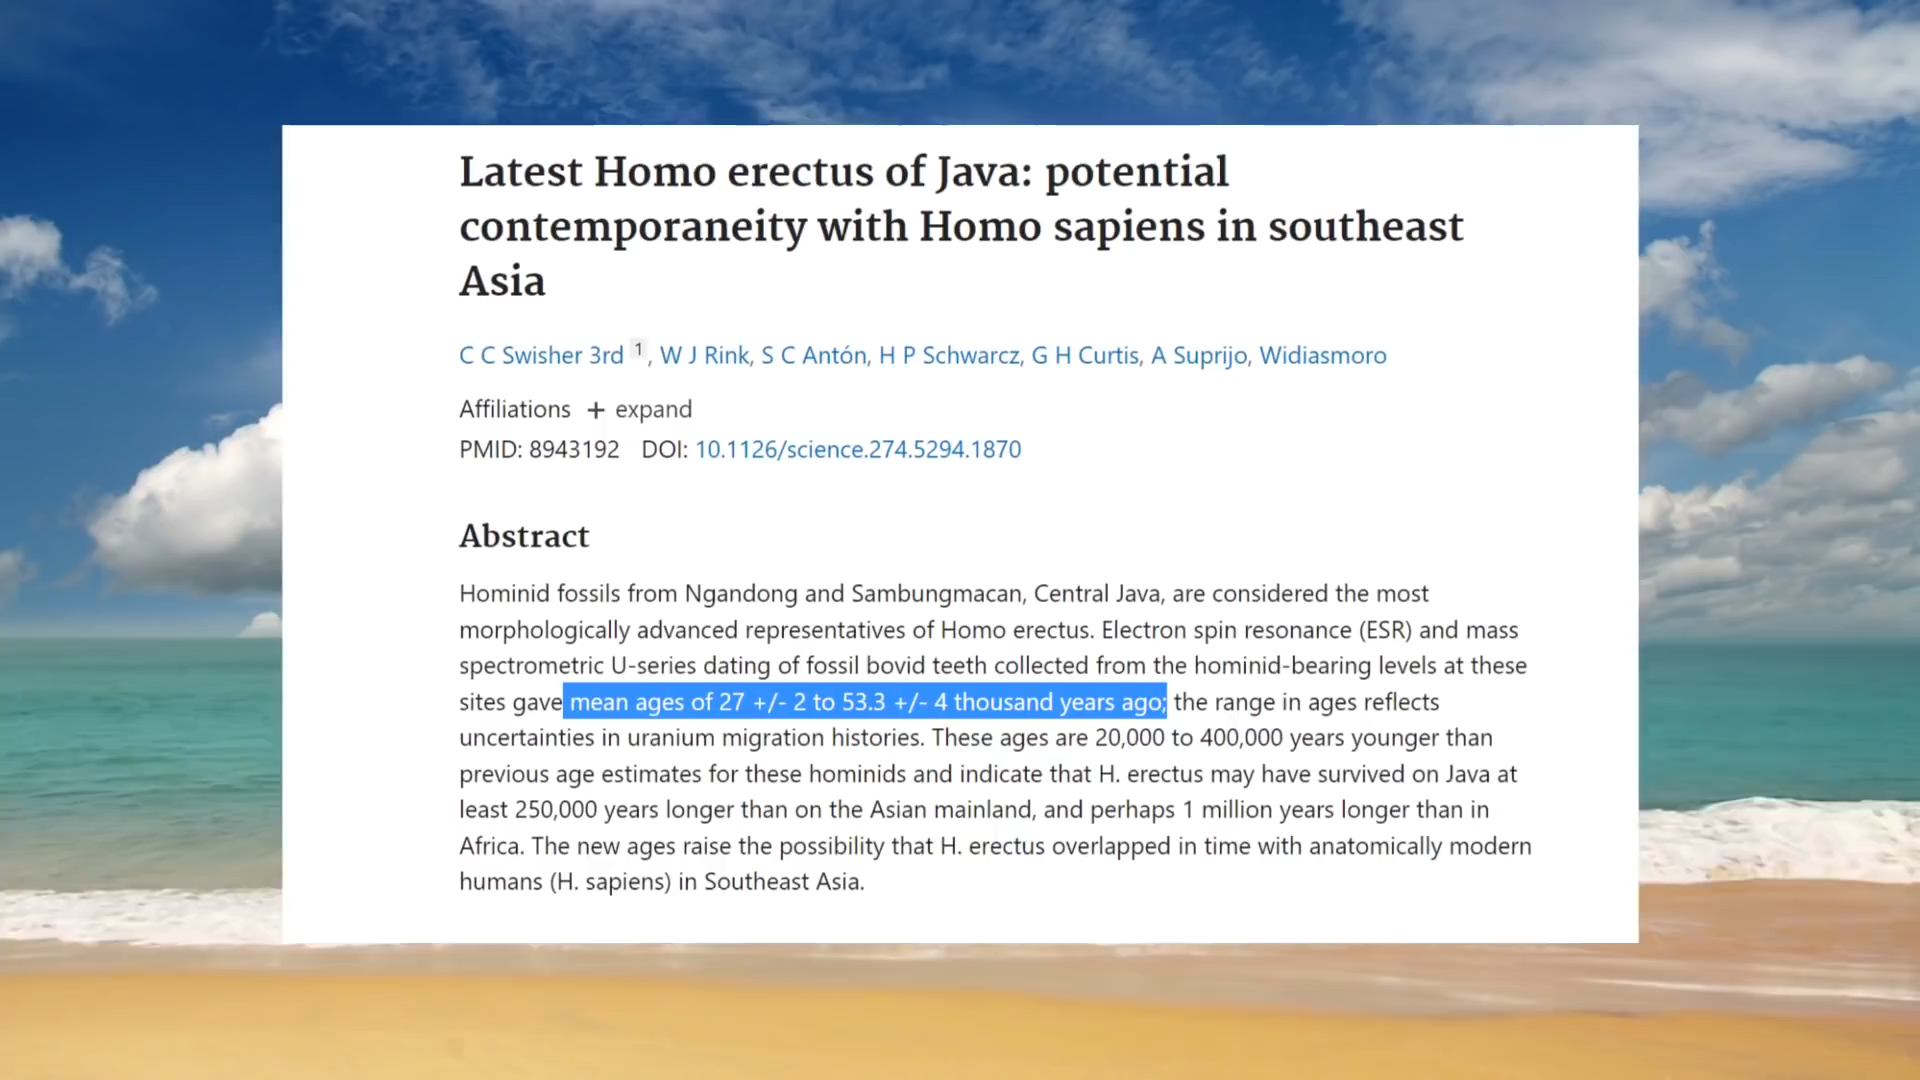 Latest Homo erectus of Java: potential
contemporaneity with Homo sapiens in southeast
Asia
C C Swisher 3rd 1, W J Rink, S C Antón, H P Schwarcz, G H Curtis, A Suprijo, Widiasmoro
Affiliations + expand
PMID: 8943192 DOI: 10.1126/science.274.5294.1870
Abstract
Hominid fossils from Ngandong and Sambungmacan, Central Java, are considered the most
morphologically advanced representatives of Homo erectus. Electron spin resonance (ESR) and mass
spectrometric U-series dating of fossil bovid teeth collected from the hominid-bearing levels at these
sites gave mean ages of 27 +/- 2 to 53.3 +/- 4 thousand years ago; the range in ages reflects
uncertainties in uranium migration histories. These ages are 20,000 to 400,000 years younger than
previous age estimates for these hominids and indicate that H. erectus may have survived on Java at
least 250,000 years longer than on the Asian mainland, and perhaps 1 million years longer than in
Africa. The new ages raise the possibility that H. erectus overlapped in time with anatomically modern
humans (H. sapiens) in Southeast Asia.